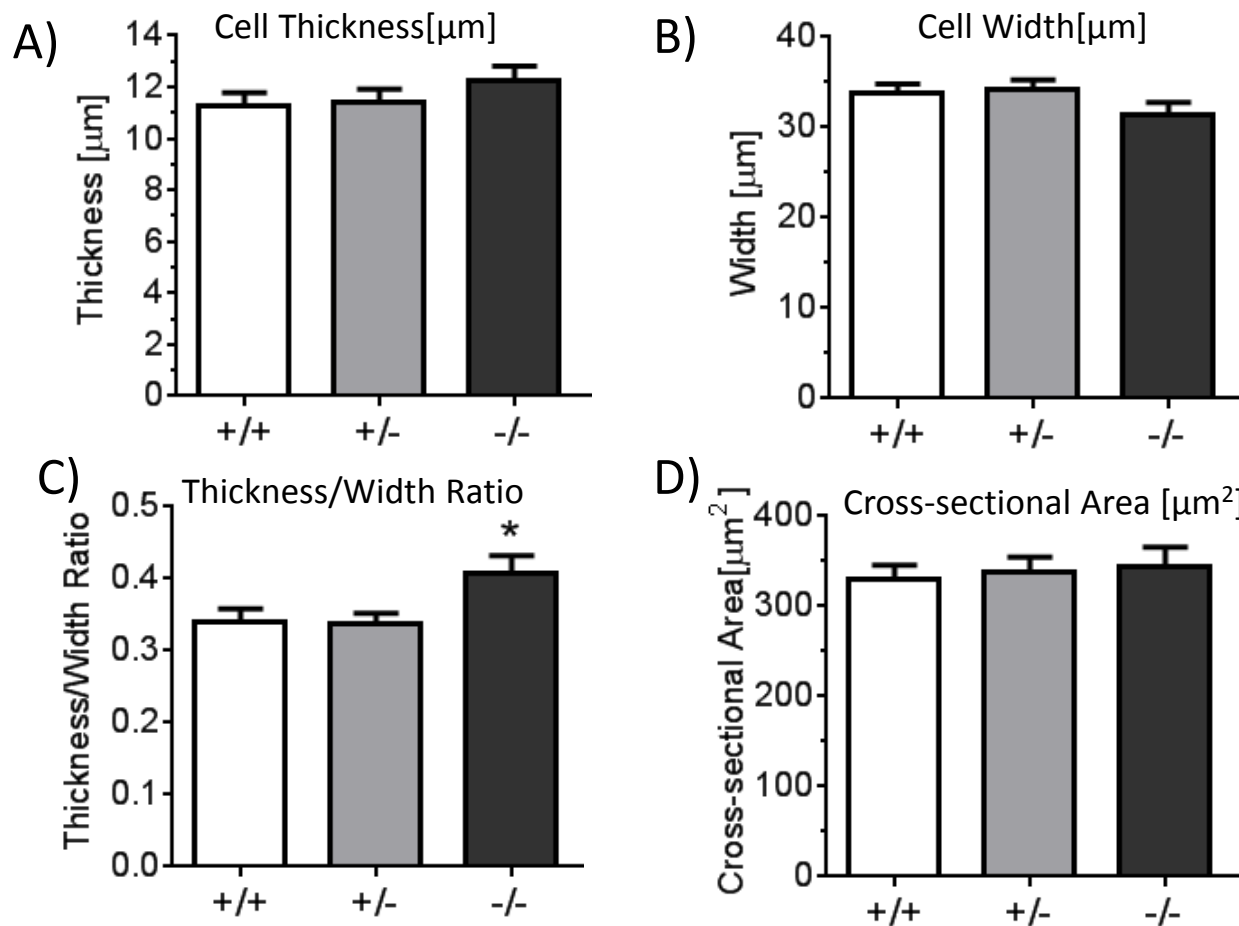 A)
Cell Thickness[µm]
Thickness [µm]
14
12
10
8
6
4
2
0
+/+ +/- -/-
B)
Cell Width[µm]
Width [µm]
40
30
20
10
0
+/+ +/- -/-
C)
Thickness/Width Ratio
Thickness/Width Ratio
0.5
0.4
0.3
0.2
0.1
0.0
*
+/+ +/- -/-
D)
Cross-sectional Area [µm²]
Cross-sectional Area[µm²]
400
300
200
100
0
+/+ +/- -/-